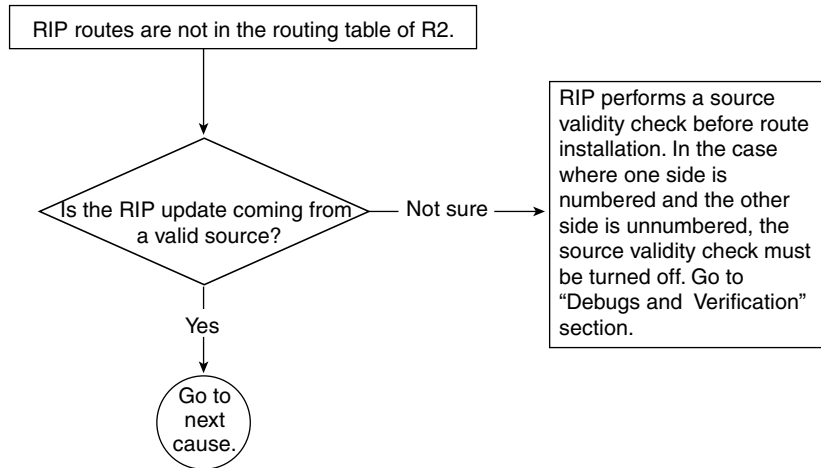 RIP routes are not in the routing table of R2.
Is the RIP update coming from
a valid source?
Not sure
RIP performs a source
validity check before route
installation. In the case
where one side is
numbered and the other
side is unnumbered, the
source validity check must
be turned off. Go to
“Debugs and Verification”
section.
Yes
Go to
next
cause.